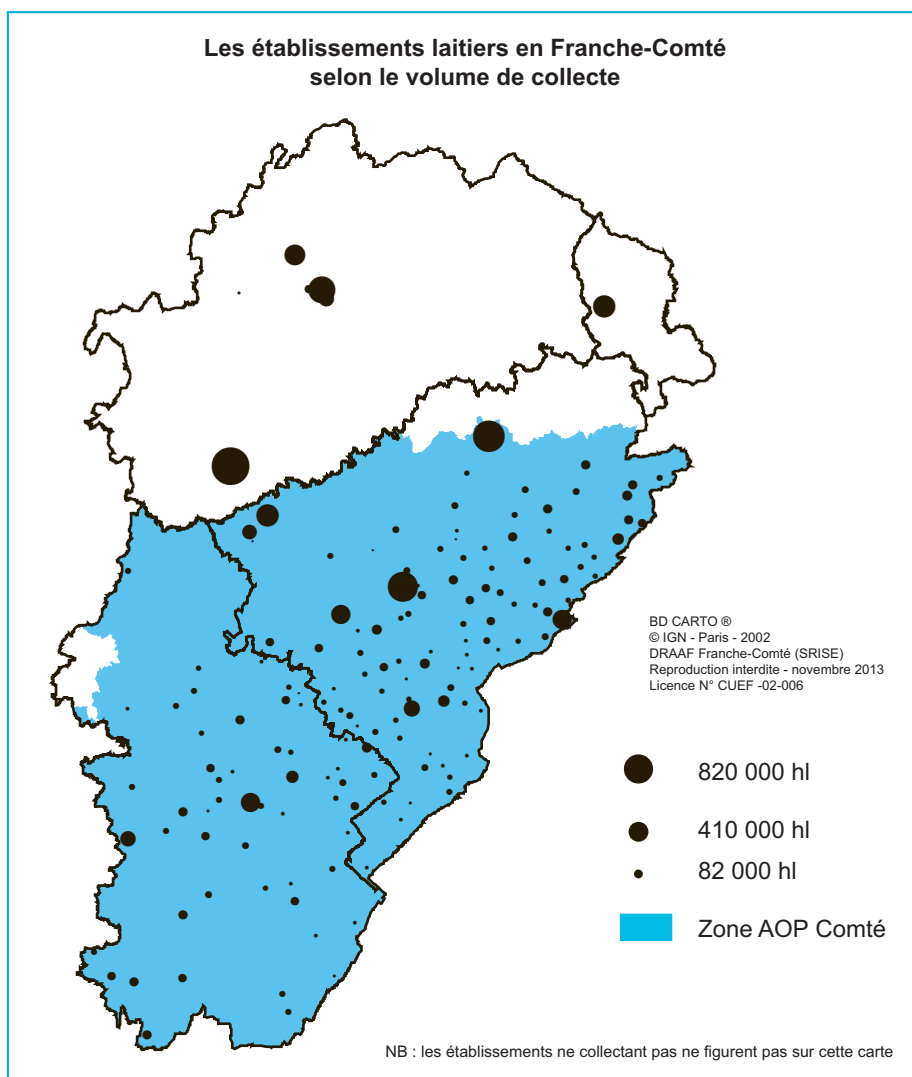 Les établissements laitiers en Franche-Comté
selon le volume de collecte
BD CARTO ®
© IGN - Paris - 2002
DRAAF Franche-Comté (SRISE)
Reproduction interdite - novembre 2013
Licence N° CUEF -02-006
820 000 hl
410 000 hl
82 000 hl
Zone AOP Comté
NB : les établissements ne collectant pas ne figurent pas sur cette carte